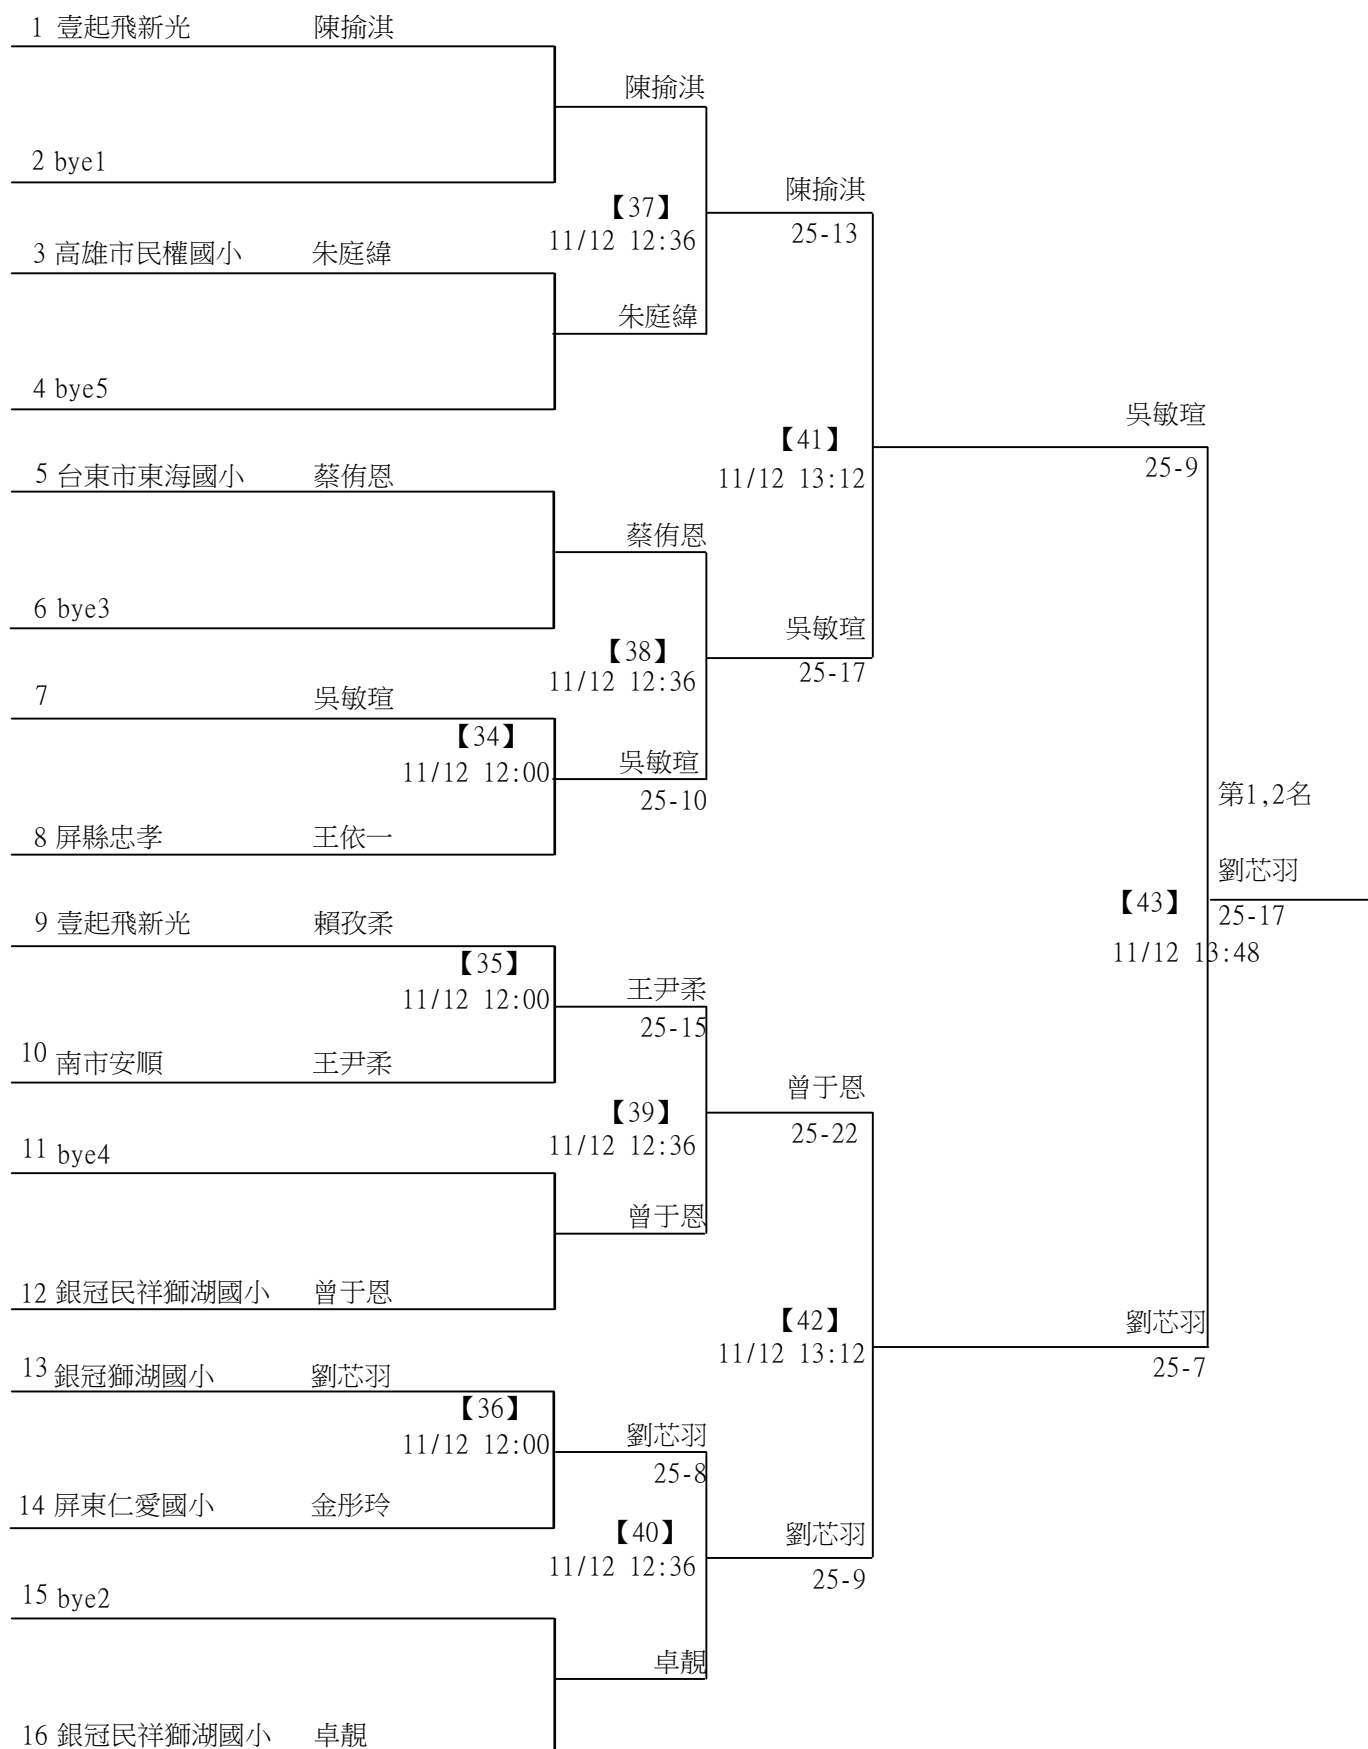 1 壹起飛新光 陳揄淇
陳揄淇
2 bye1
陳揄淇
【37】
25-13
11/12 12:36
3 高雄市民權國小 朱庭緯
朱庭緯
4 bye5
吳敏瑄
【41】
25-9
11/12 13:12
5 台東市東海國小 蔡侑恩
蔡侑恩
6 bye3
吳敏瑄
【38】
25-17
11/12 12:36
7 吳敏瑄
【34】
11/12 12:00
吳敏瑄
25-10
第1,2名
8 屏縣忠孝 王依一
劉芯羽
【43】
25-17
11/12 13:48
9 壹起飛新光 賴孜柔
【35】
11/12 12:00
王尹柔
25-15
10 南市安順 王尹柔
曾于恩
【39】
25-22
11/12 12:36
11 bye4
曾于恩
12 銀冠民祥獅湖國小 曾于恩
【42】
劉芯羽
11/12 13:12
25-7
13 銀冠獅湖國小 劉芯羽
【36】
11/12 12:00
劉芯羽
25-8
14 屏東仁愛國小 金彤玲
【40】
劉芯羽
11/12 12:36
25-9
15 bye2
卓靚
16 銀冠民祥獅湖國小 卓靚